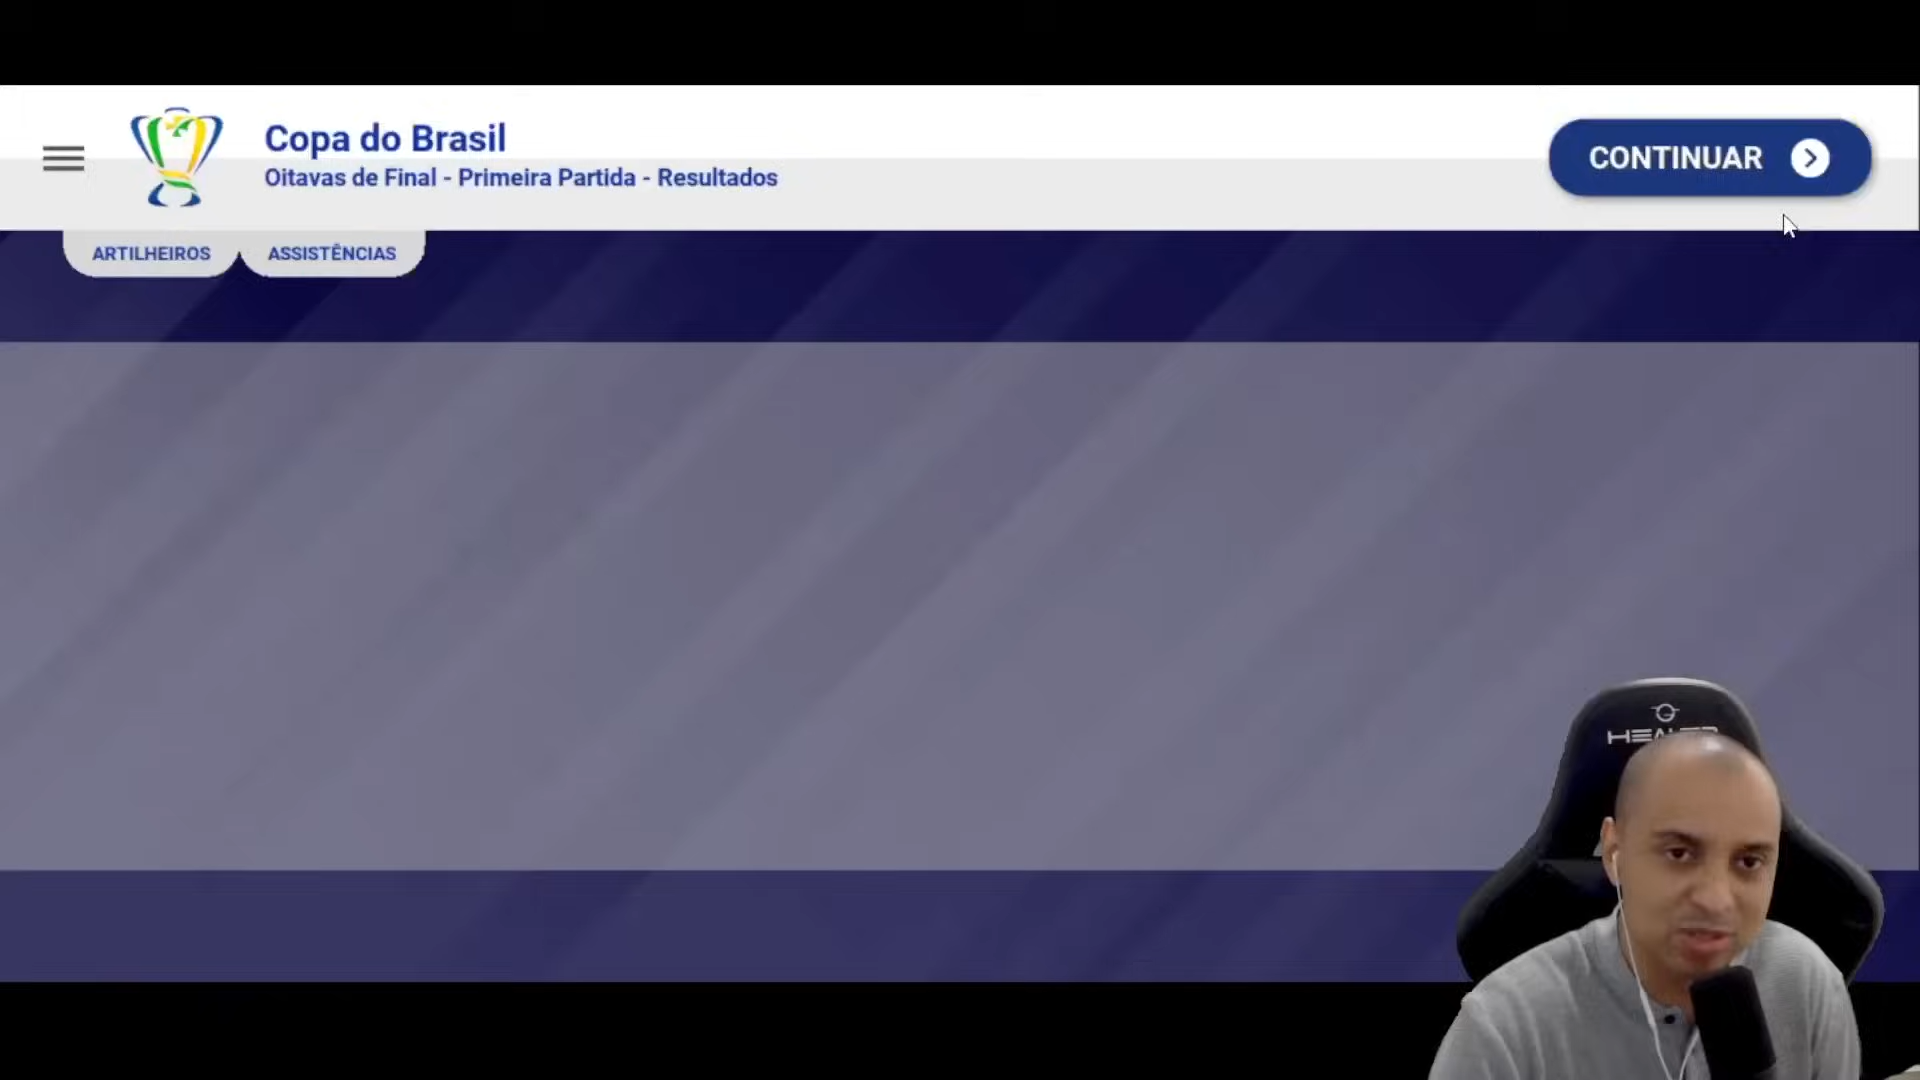 Copa do Brasil
Oitavas de Final - Primeira Partida - Resultados
CONTINUAR
ARTILHEIROS
ASSISTÊNCIAS